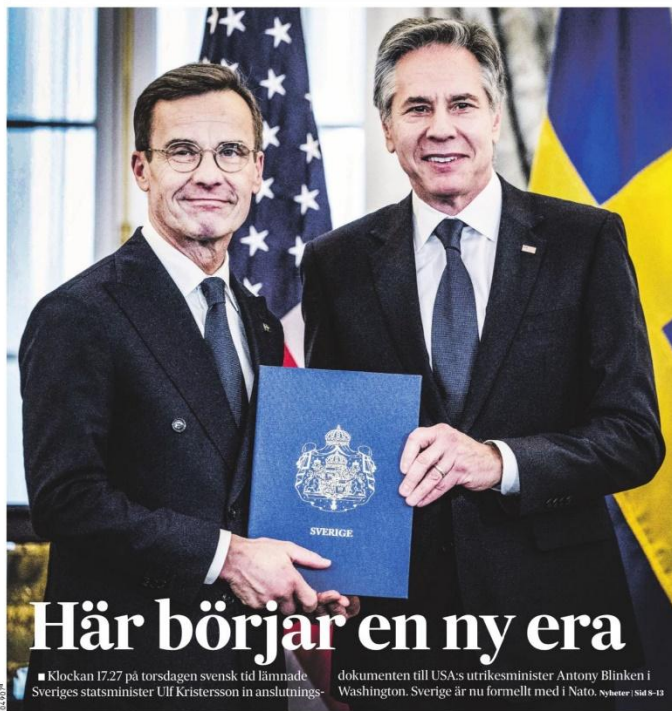 SVERIGE
Här börjar en ny era
■ Klockan 17.27 på torsdagen svensk tid lämnade
Sveriges statsminister Ulf Kristersson in anslutnings-
dokumenten till USA:s utrikesminister Antony Blinken i
Washington. Sverige är nu formellt med i Nato. Nyheter | Sid 8–13
04907